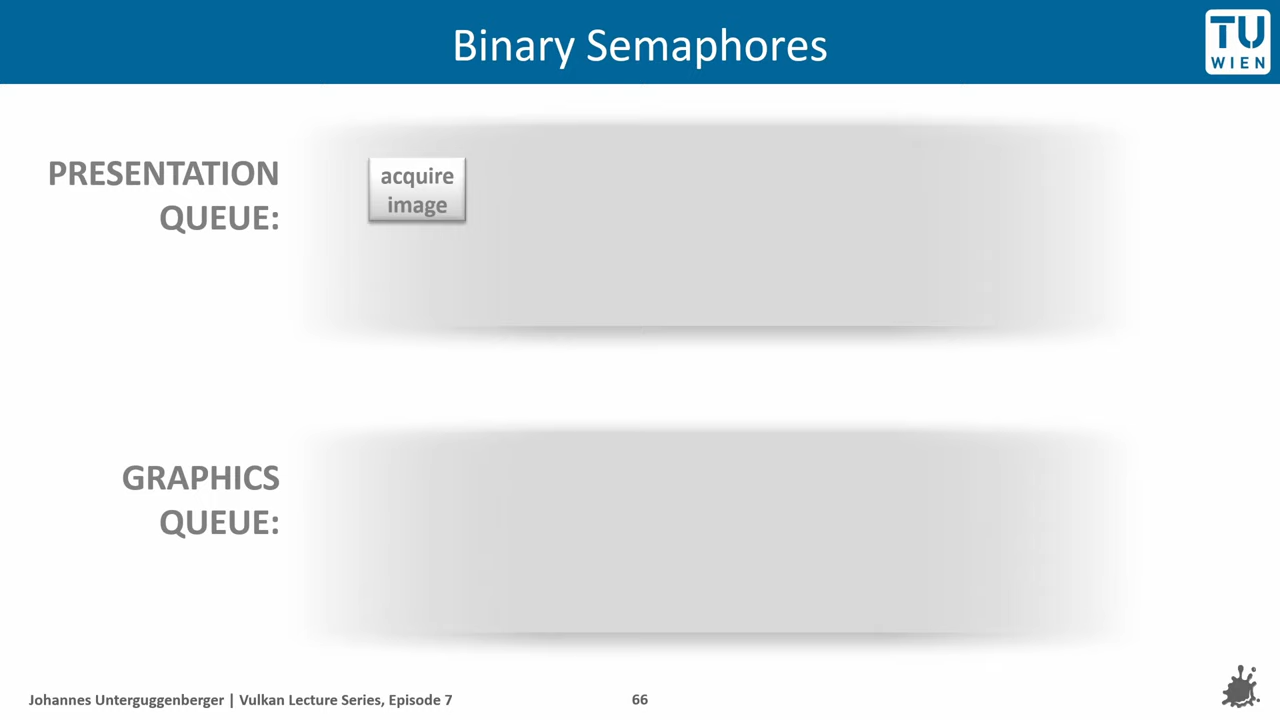 Binary Semaphores
TU
WIEN
PRESENTATION
QUEUE:
acquire
image
GRAPHICS
QUEUE:
Johannes Unterguggenberger | Vulkan Lecture Series, Episode 7
66